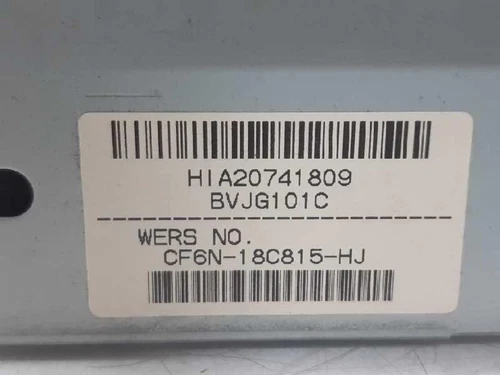 HIA20741809
BVJG101C
WERS NO.
CF6N-18C815-HJ